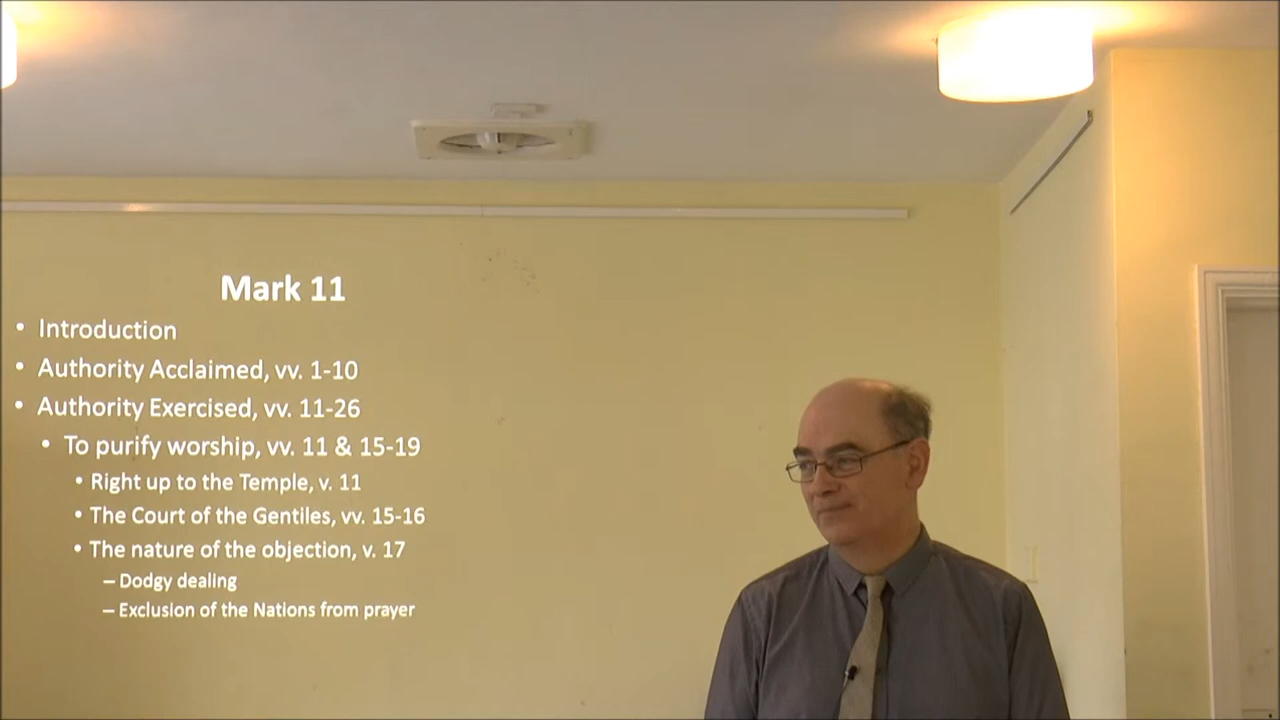 Mark 11
• Introduction
• Authority Acclaimed, vv. 1-10
• Authority Exercised, vv. 11-26
• To purify worship, vv. 11 & 15-19
• Right up to the Temple, v. 11
• The Court of the Gentiles, vv. 15-16
• The nature of the objection, v. 17
– Dodgy dealing
– Exclusion of the Nations from prayer